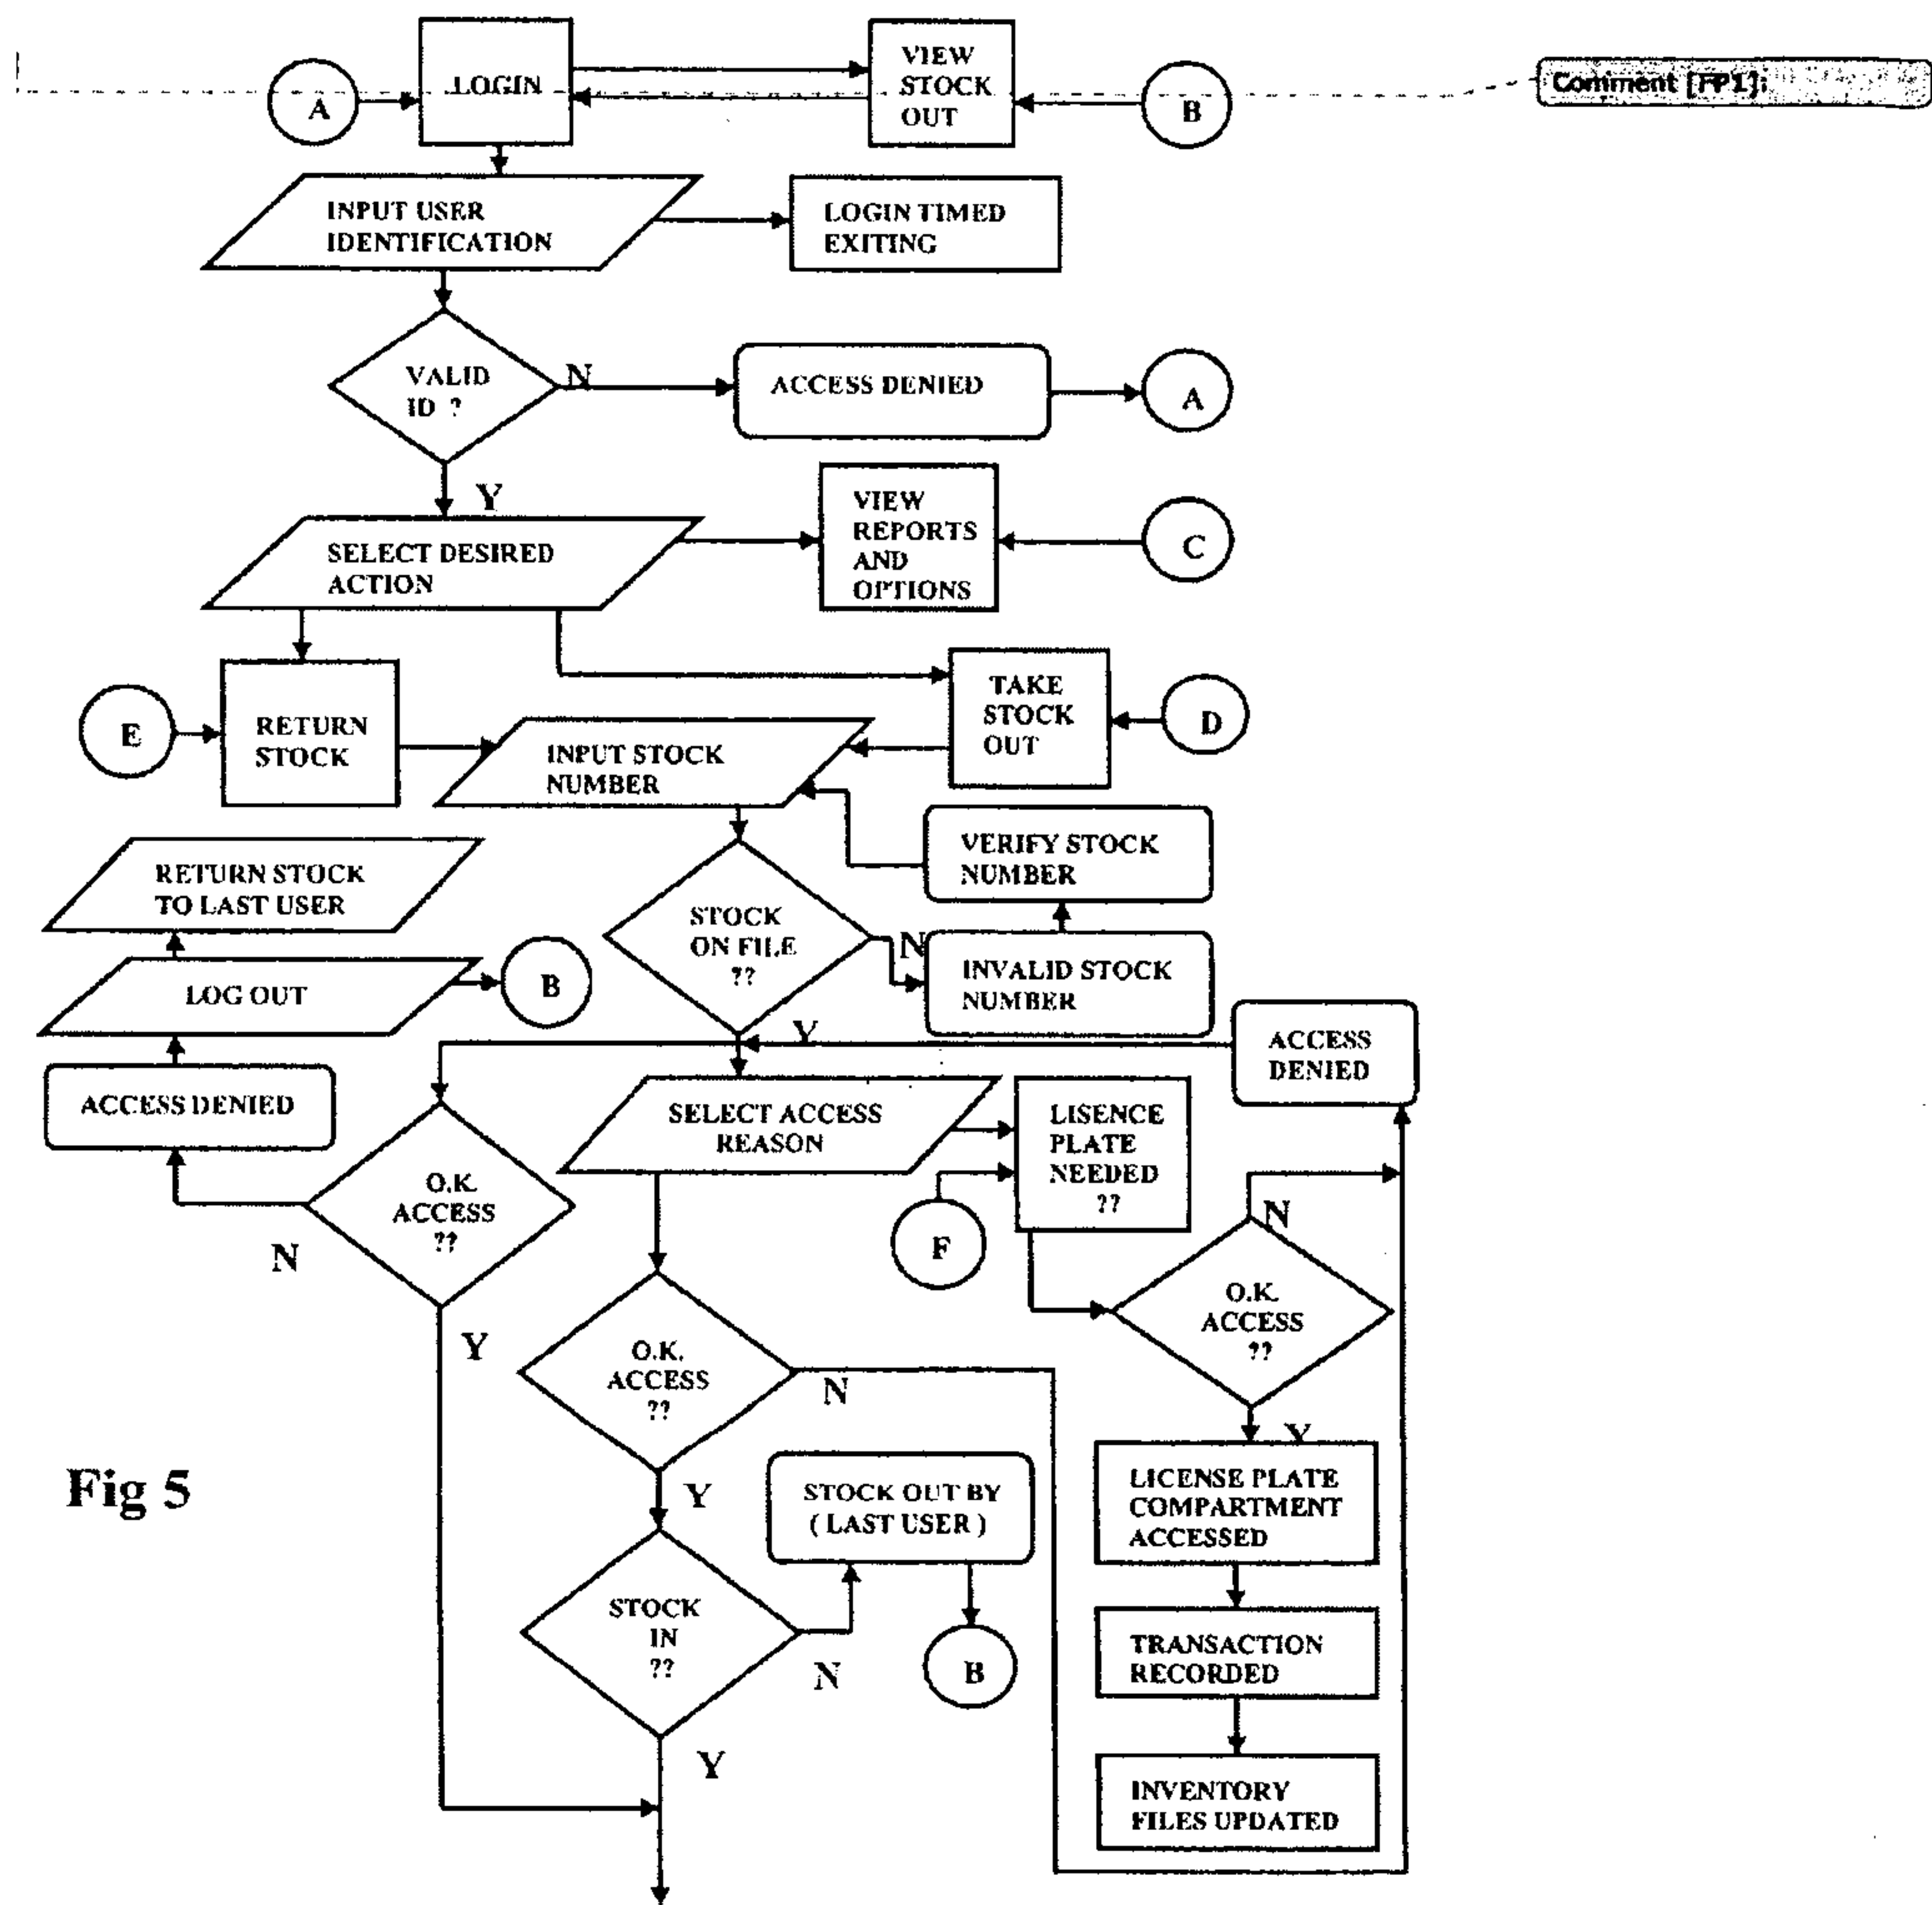 LOGIN
VIEW
STOCK
OUT
A
B
Comment [FP1]:
INPUT USER
IDENTIFICATION
LOGIN TIMED
EXITING
VALID
ID ?
N
ACCESS DENIED
A
Y
SELECT DESIRED
ACTION
VIEW
REPORTS
AND
OPTIONS
C
E
RETURN
STOCK
INPUT STOCK
NUMBER
TAKE
STOCK
OUT
D
RETURN STOCK
TO LAST USER
STOCK
ON FILE
??
N
VERIFY STOCK
NUMBER
INVALID STOCK
NUMBER
LOG OUT
B
Y
ACCESS
DENIED
ACCESS DENIED
SELECT ACCESS
REASON
LISENCE
PLATE
NEEDED
??
O.K.
ACCESS
??
N
Y
F
N
O.K.
ACCESS
??
Y
O.K.
ACCESS
??
N
Y
Fig 5
STOCK OUT BY
( LAST USER )
LICENSE PLATE
COMPARTMENT
ACCESSED
STOCK
IN
??
N
B
Y
TRANSACTION
RECORDED
INVENTORY
FILES UPDATED